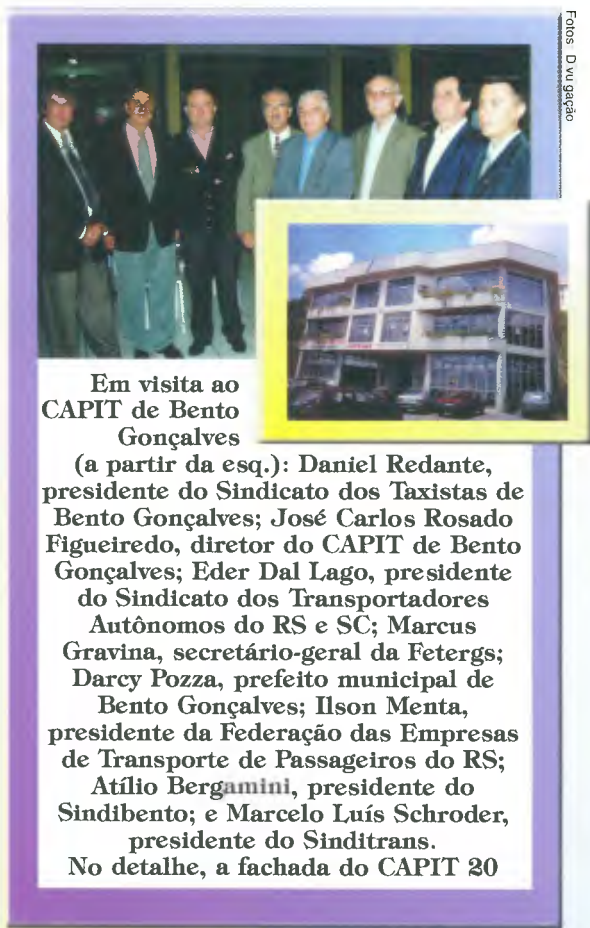 Fotos D vu gação
Em visita ao
CAPIT de Bento
Gonçalves
(a partir da esq.): Daniel Redante,
presidente do Sindicato dos Taxistas de
Bento Gonçalves; José Carlos Rosado
Figueiredo, diretor do CAPIT de Bento
Gonçalves; Eder Dal Lago, presidente
do Sindicato dos Transportadores
Autônomos do RS e SC; Marcus
Gravina, secretário-geral da Fetergs;
Darcy Pozza, prefeito municipal de
Bento Gonçalves; Ilson Menta,
presidente da Federação das Empresas
de Transporte de Passageiros do RS;
Atílio Bergamini, presidente do
Sindibento; e Marcelo Luís Schroder,
presidente do Sinditrans.
No detalhe, a fachada do CAPIT 20